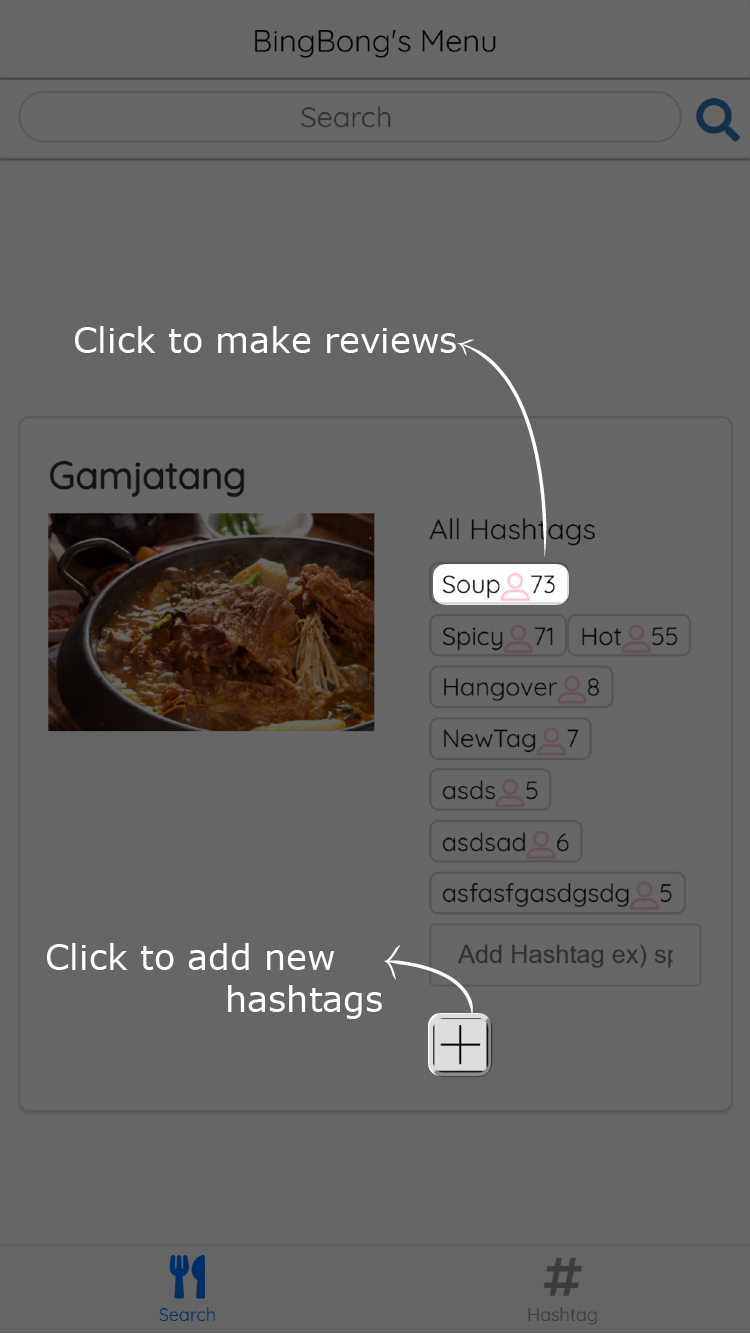 BingBong's Menu
Search
Click to make reviews
Gamjatang
All Hashtags
Soup 73
Spicy 71 Hot 55
Hangover 8
NewTag 7
asds 5
asdsad 6
asfasfgasdgsdg 5
Add Hashtag ex) sp
Click to add new
hashtags
Search Hashtag